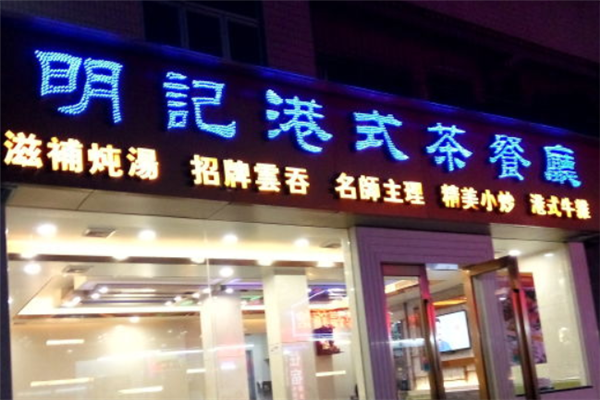 明記港式茶餐廳
滋補炖湯 招牌雲吞 名師主理 精美小炒 港式牛雜